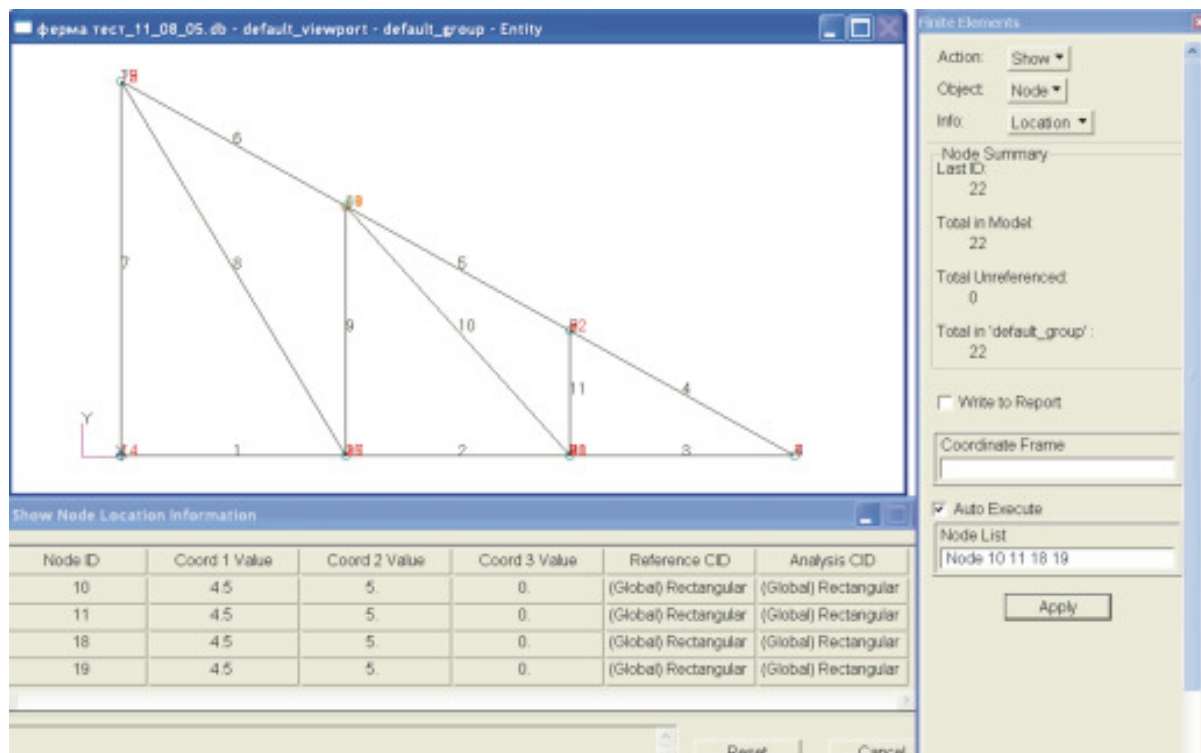 ферма тест_11_08_05.db - default_viewport - default_group - Entity
6
5
7
8
9
10
11
4
Y
1
2
3
Finite Elements
Action: Show
Object: Node
Info: Location
Node Summary
Last ID:
22
Total in Model:
22
Total Unreferenced:
0
Total in 'default_group' :
22
Write to Report
Coordinate Frame
Auto Execute
Node List
Node 10 11 18 19
Apply
Show Node Location Information
Node ID Coord 1 Value Coord 2 Value Coord 3 Value Reference CID Analysis CID
10 4.5 5. 0. (Global) Rectangular (Global) Rectangular
11 4.5 5. 0. (Global) Rectangular (Global) Rectangular
18 4.5 5. 0. (Global) Rectangular (Global) Rectangular
19 4.5 5. 0. (Global) Rectangular (Global) Rectangular
Reset Cancel